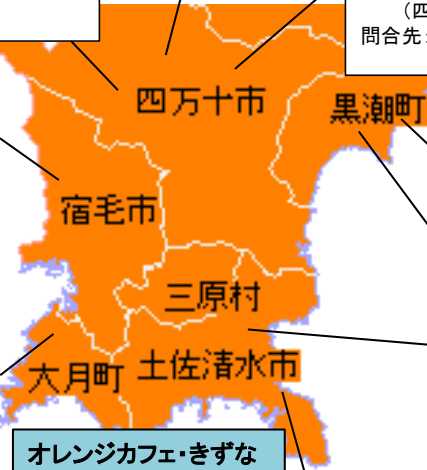 （四
問合先
四万十市
黒潮町
宿毛市
三原村
大月町
土佐清水市
オレンジカフェ・きずな